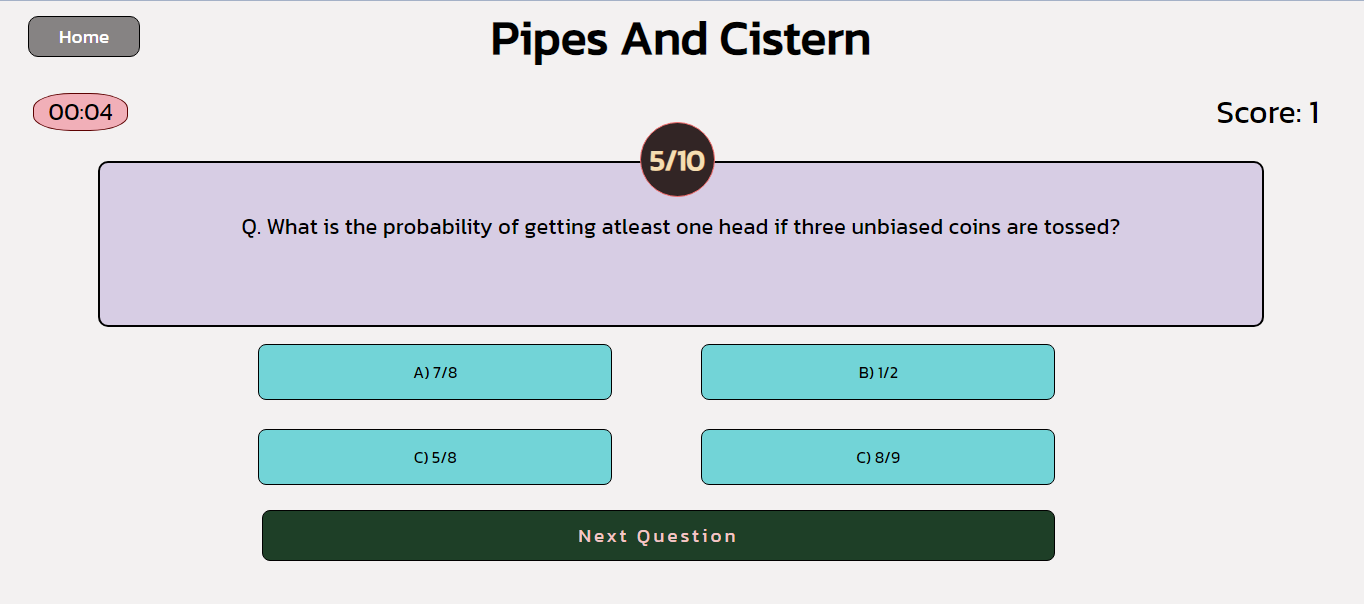 Home
Pipes And Cistern
00:04
Score: 1
5/10
Q. What is the probability of getting atleast one head if three unbiased coins are tossed?
A) 7/8
B) 1/2
C) 5/8
C) 8/9
Next Question